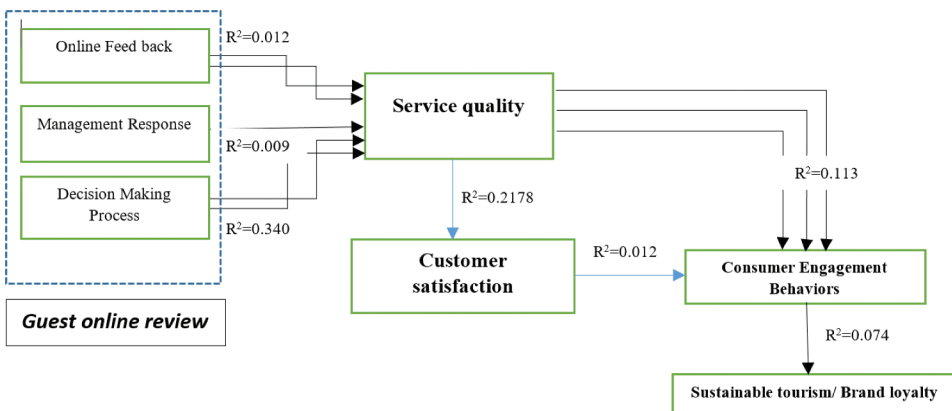 Online Feed back
R²=0.012
Service quality
Management Response
R²=0.009
Decision Making
Process
R²=0.340
R²=0.113
R²=0.2178
Customer
satisfaction
R²=0.012
Consumer Engagement
Behaviors
Guest online review
R²=0.074
Sustainable tourism/ Brand loyalty